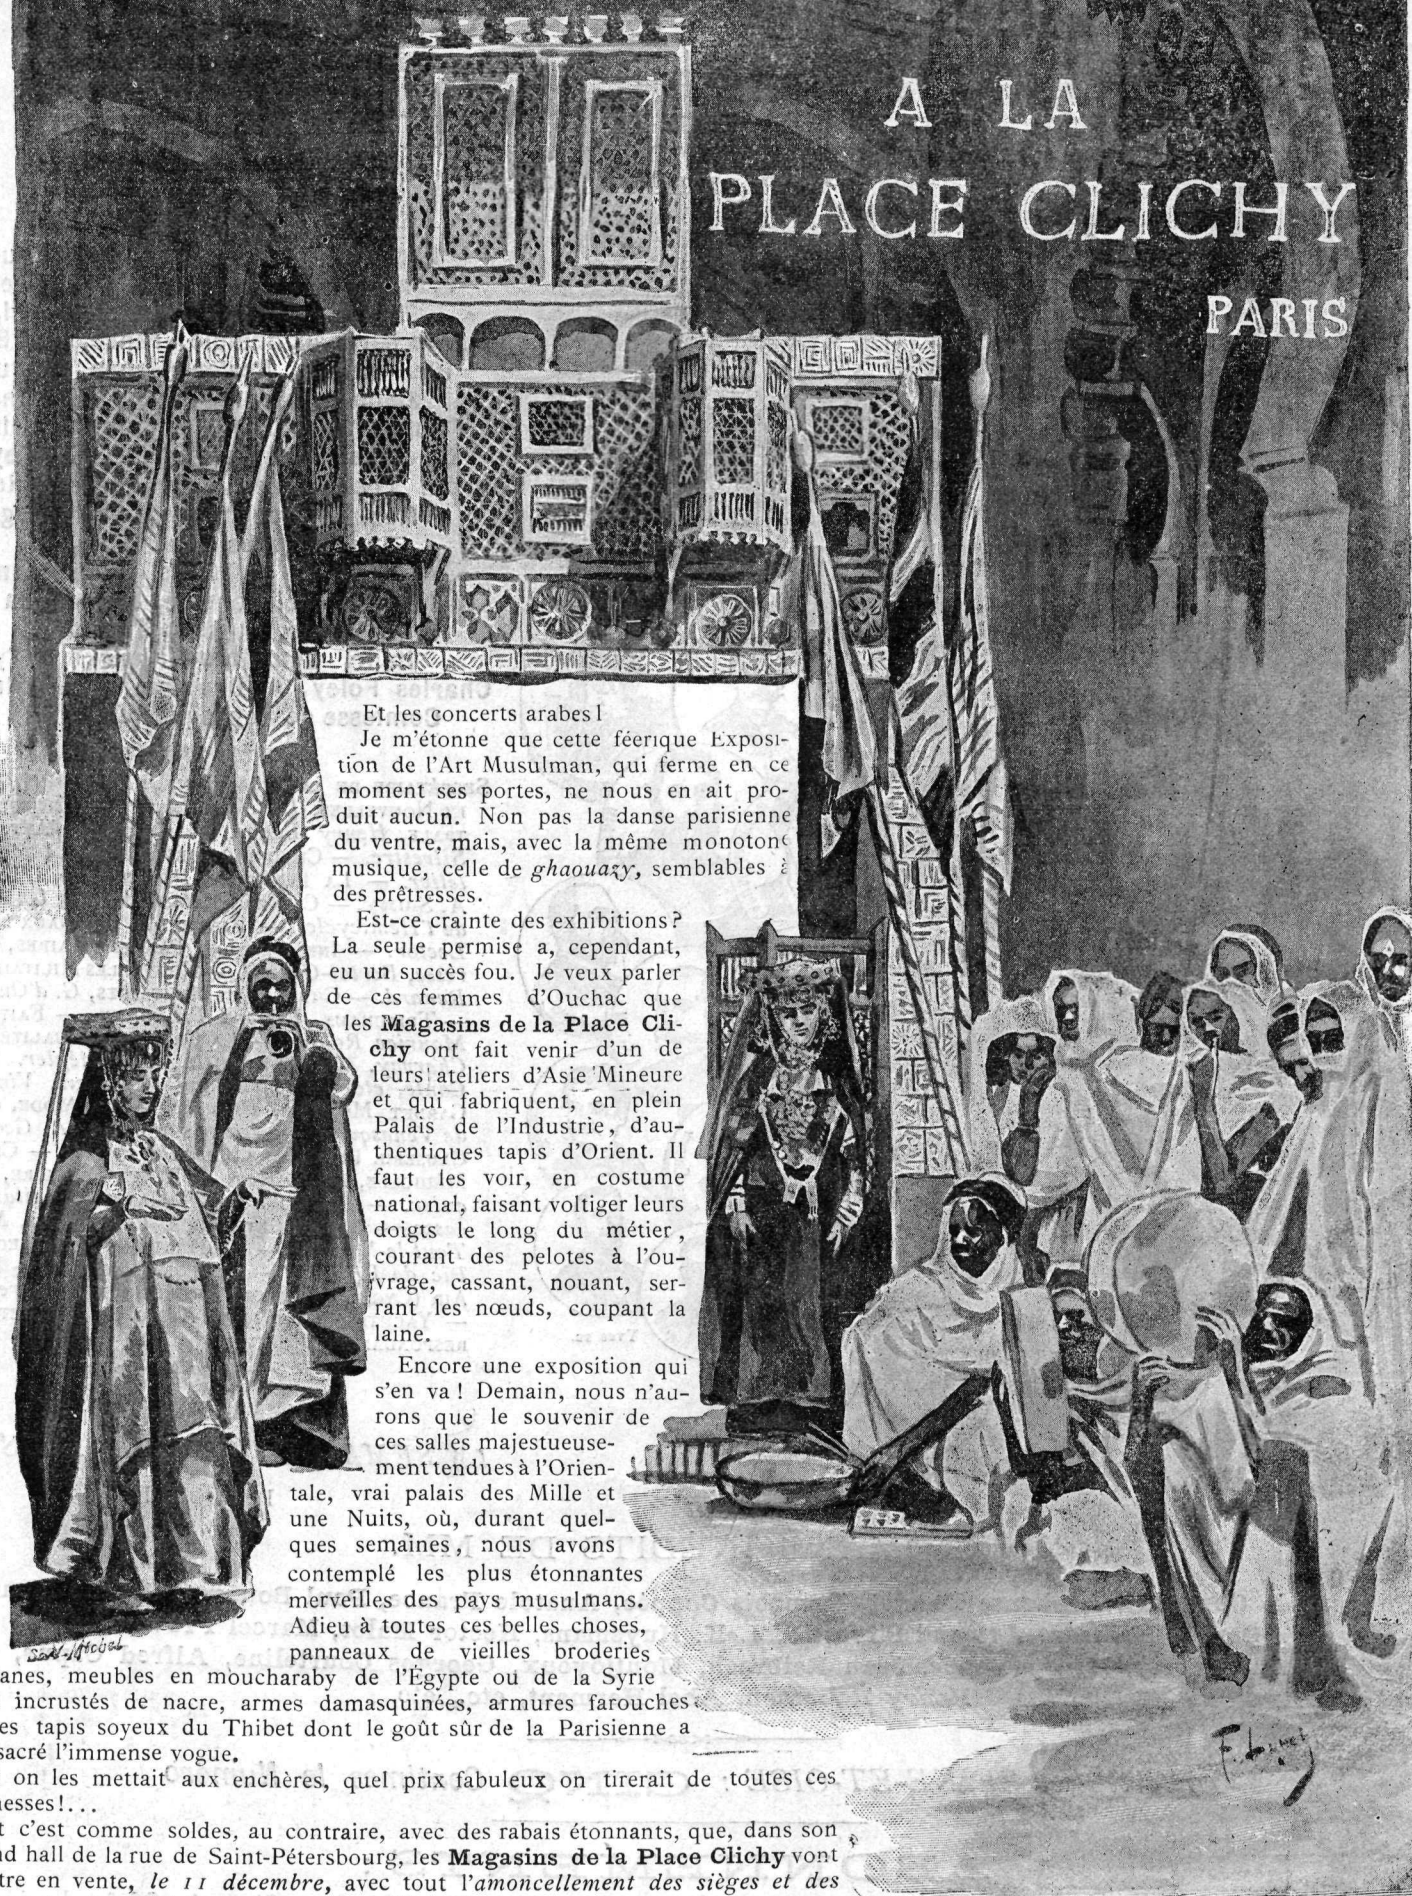 A LA
PLACE CLICHY
PARIS
Et les concerts arabes !
Je m'étonne que cette féerique Exposi-
tion de l'Art Musulman, qui ferme en ce
moment ses portes, ne nous en ait pro-
duit aucun. Non pas la danse parisienne
du ventre, mais, avec la même monotone
musique, celle de ghaouazy, semblables à
des prêtresses.
Est-ce crainte des exhibitions ?
La seule permise a, cependant,
eu un succès fou. Je veux parler
de ces femmes d'Ouchac que
les Magasins de la Place Cli-
chy ont fait venir d'un de
leurs ateliers d'Asie Mineure
et qui fabriquent, en plein
Palais de l'Industrie, d'au-
thentiques tapis d'Orient. Il
faut les voir, en costume
national, faisant voltiger leurs
doigts le long du métier,
courant des pelotes à l'ou-
vrage, cassant, nouant, ser-
rant les nœuds, coupant la
laine.
Encore une exposition qui
s'en va ! Demain, nous n'au-
rons que le souvenir de
ces salles majestueuse-
ment tendues à l'Orien-
tale, vrai palais des Mille et
une Nuits, où, durant quel-
ques semaines, nous avons
contemplé les plus étonnantes
merveilles des pays musulmans.
Adieu à toutes ces belles choses,
panneaux de vieilles broderies
anes, meubles en moucharaby de l'Égypte ou de la Syrie
incrustés de nacre, armes damasquinées, armures farouches
es tapis soyeux du Thibet dont le goût sûr de la Parisienne a
sacré l'immense vogue.
on les mettait aux enchères, quel prix fabuleux on tirerait de toutes ces
esses !...
t c'est comme soldes, au contraire, avec des rabais étonnants, que, dans son
d hall de la rue de Saint-Pétersbourg, les Magasins de la Place Clichy vont
tre en vente, le 11 décembre, avec tout l'amoncellement des sièges et des